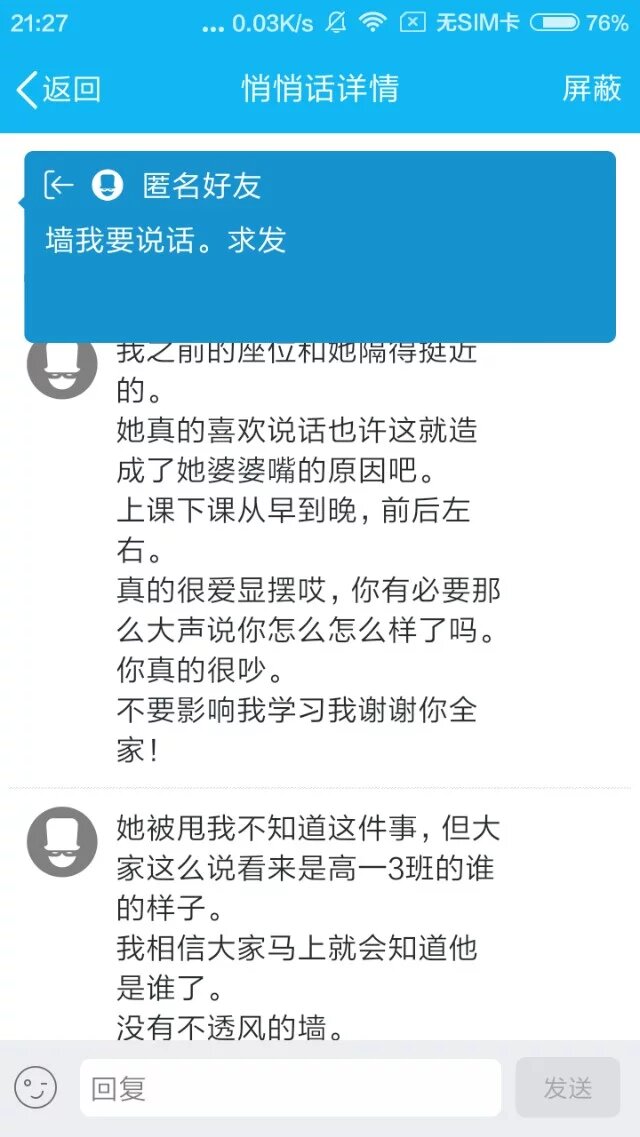 21:27
... 0.03K/s
无SIM卡
76%
返回
悄悄话详情
屏蔽
匿名好友
墙我要说话。求发
我之前的座位和她隔得挺近
的。
她真的喜欢说话也许这就造
成了她婆婆嘴的原因吧。
上课下课从早到晚，前后左
右。
真的很爱显摆哎，你有必要那
么大声说你怎么怎么样了吗。
你真的很吵。
不要影响我学习我谢谢你全
家！
她被甩我不知道这件事，但大
家这么说看来是高一3班的谁
的样子。
我相信大家马上就会知道他
是谁了。
没有不透风的墙。
回复
发送